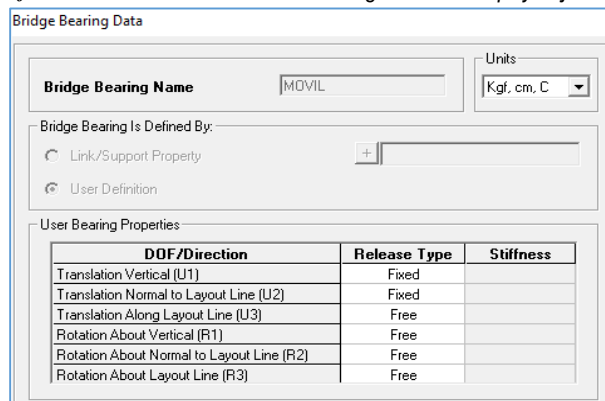 Bridge Bearing Data
Units
Bridge Bearing Name MOVIL Kgf, cm, C
Bridge Bearing Is Defined By:
Link/Support Property +
User Definition
User Bearing Properties
DOF/Direction Release Type Stiffness
Translation Vertical (U1) Fixed
Translation Normal to Layout Line (U2) Fixed
Translation Along Layout Line (U3) Free
Rotation About Vertical (R1) Free
Rotation About Normal to Layout Line (R2) Free
Rotation About Layout Line (R3) Free